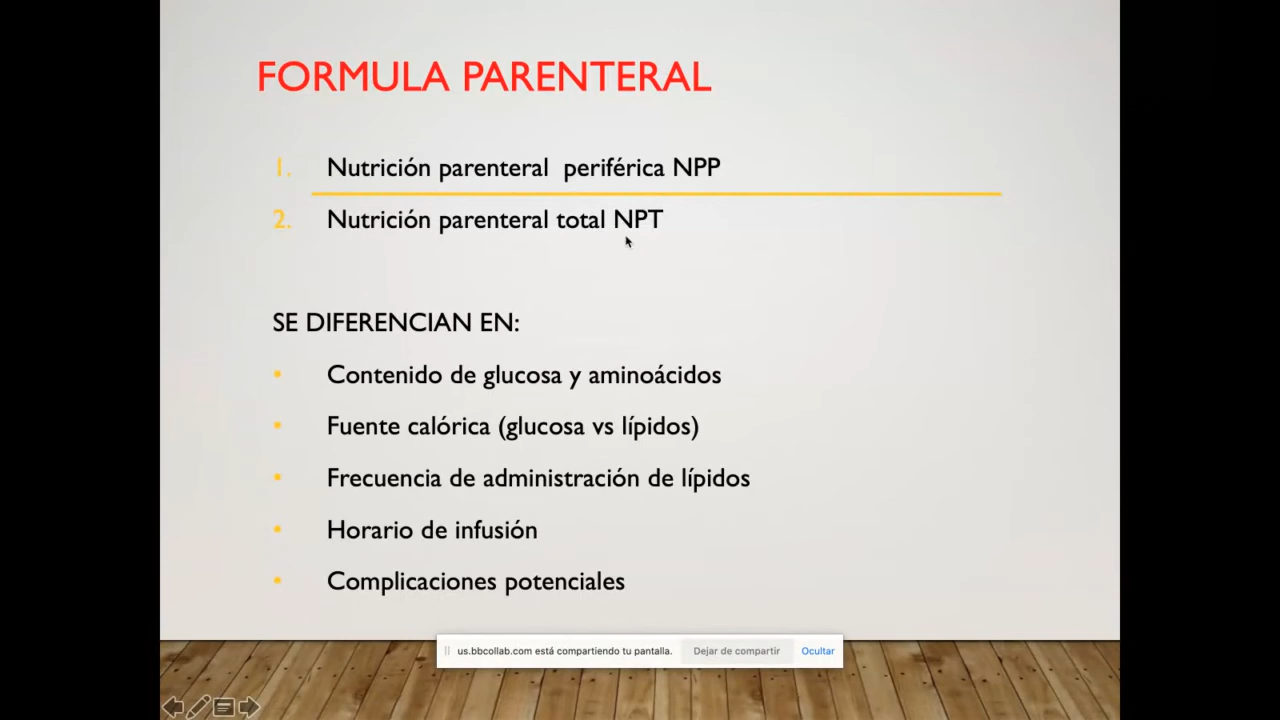 FORMULA PARENTERAL
1. Nutrición parenteral periférica NPP
2. Nutrición parenteral total NPT
SE DIFERENCIAN EN:
• Contenido de glucosa y aminoácidos
• Fuente calórica (glucosa vs lípidos)
• Frecuencia de administración de lípidos
• Horario de infusión
• Complicaciones potenciales
us.bbcollab.com está compartiendo tu pantalla. Dejar de compartir Ocultar